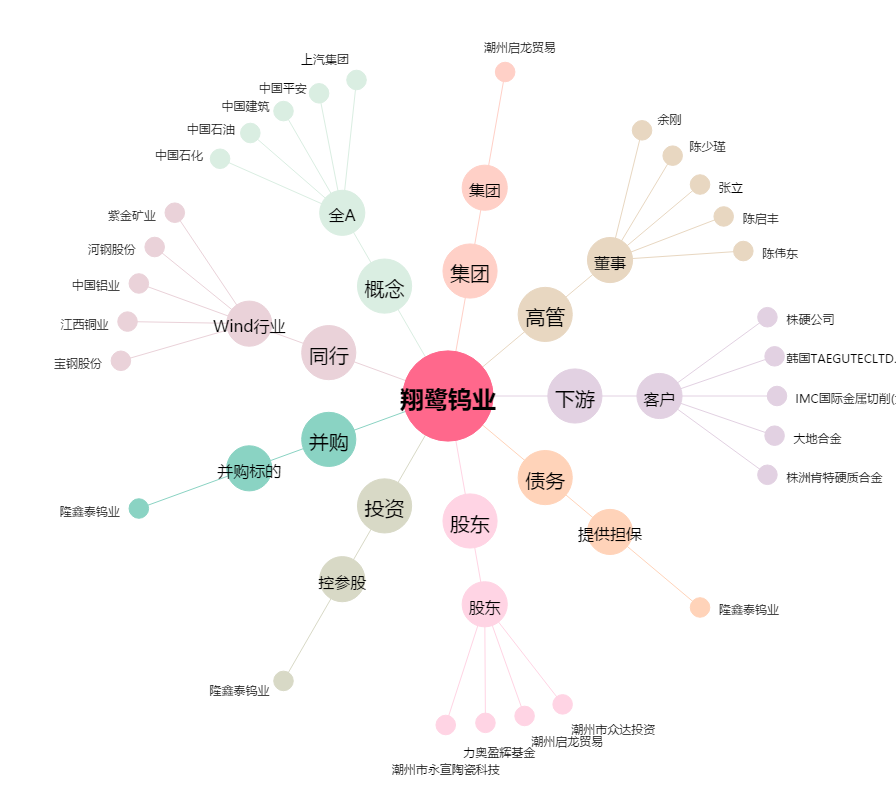 潮州启龙贸易
上汽集团
中国平安
中国建筑
中国石油
中国石化
余刚
陈少瑾
张立
陈启丰
陈伟东
集团
全A
集团
概念
董事
高管
紫金矿业
河钢股份
中国铝业
江西铜业
宝钢股份
Wind行业
同行
翔鹭钨业
下游
客户
株硬公司
韩国TAEGUTECLTD.
IMC国际金属切削(
大地合金
株洲肯特硬质合金
并购
并购标的
隆鑫泰钨业
投资
控参股
隆鑫泰钨业
股东
股东
债务
提供担保
隆鑫泰钨业
潮州市众达投资
潮州启龙贸易
力奥盈辉基金
潮州市永宣陶瓷科技